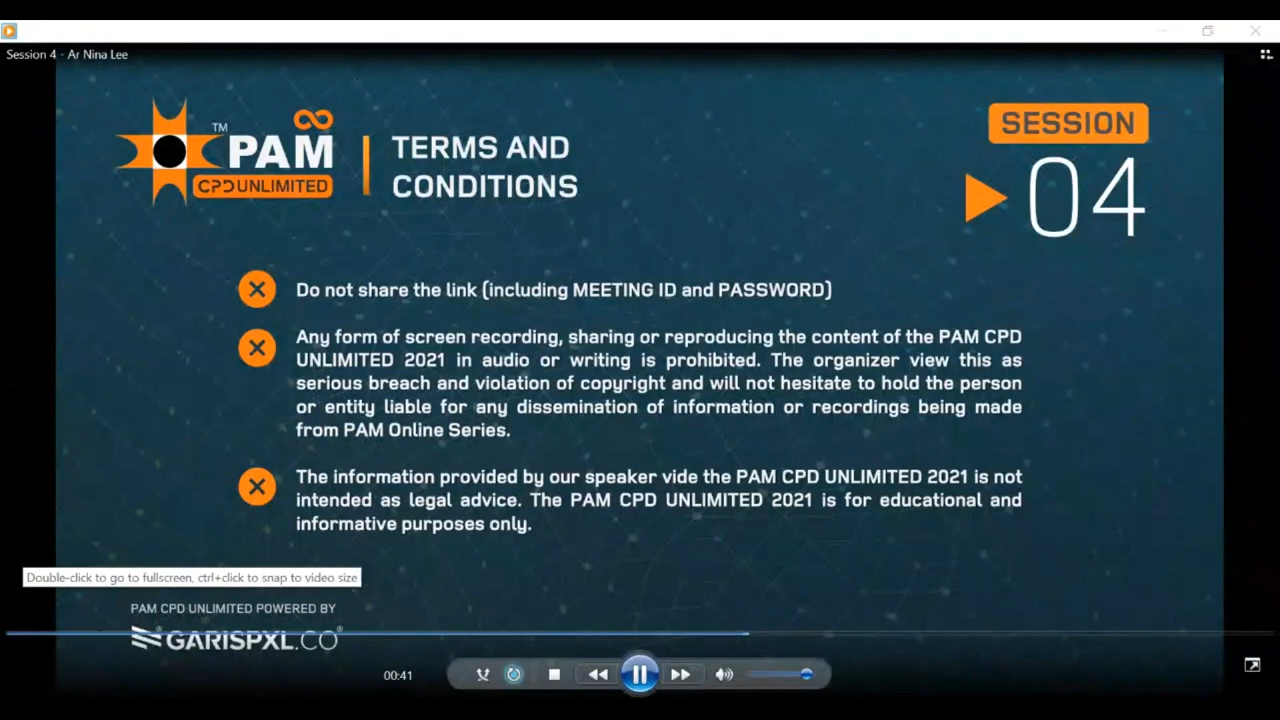 Session 4 - Ar Nina Lee
TM
PAM
CPD UNLIMITED
TERMS AND
CONDITIONS
SESSION
04
Do not share the link (including MEETING ID and PASSWORD)
Any form of screen recording, sharing or reproducing the content of the PAM CPD
UNLIMITED 2021 in audio or writing is prohibited. The organizer view this as
serious breach and violation of copyright and will not hesitate to hold the person
or entity liable for any dissemination of information or recordings being made
from PAM Online Series.
The information provided by our speaker vide the PAM CPD UNLIMITED 2021 is not
intended as legal advice. The PAM CPD UNLIMITED 2021 is for educational and
informative purposes only.
Double-click to go to fullscreen, ctrl+click to snap to video size
PAM CPD UNLIMITED POWERED BY
GARISPXL.CO®
00:41